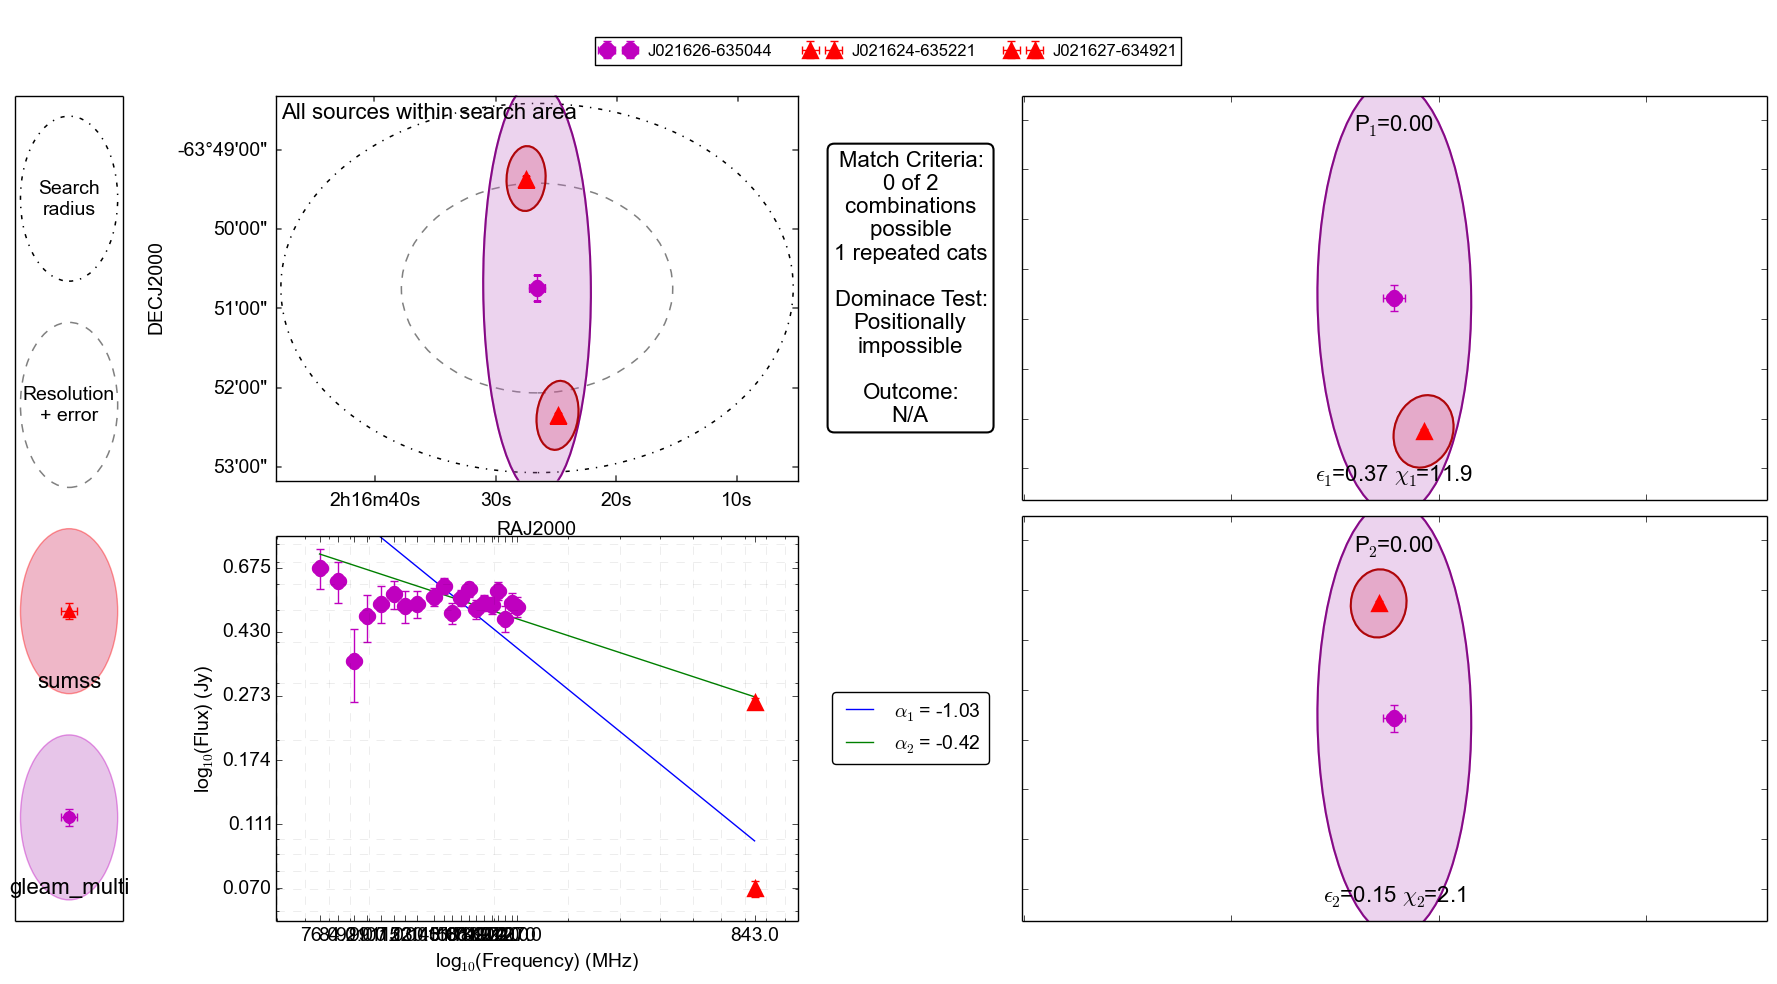 J021626-635044 J021624-635221 J021627-634921
Search
radius
Resolution
+ error
sumss
gleam_multi
All sources within search area
DECJ2000
-63°49'00"
50'00"
51'00"
52'00"
53'00"
2h16m40s 30s 20s 10s
RAJ2000
Match Criteria:
0 of 2
combinations
possible
1 repeated cats
Dominace Test:
Positionally
impossible
Outcome:
N/A
P1=0.00
ϵ1=0.37 χ1=11.9
log10(Flux) (Jy)
0.675
0.430
0.273
0.174
0.111
0.070
843.0
log10(Frequency) (MHz)
α1 = -1.03
α2 = -0.42
P2=0.00
ϵ2=0.15 χ2=2.1